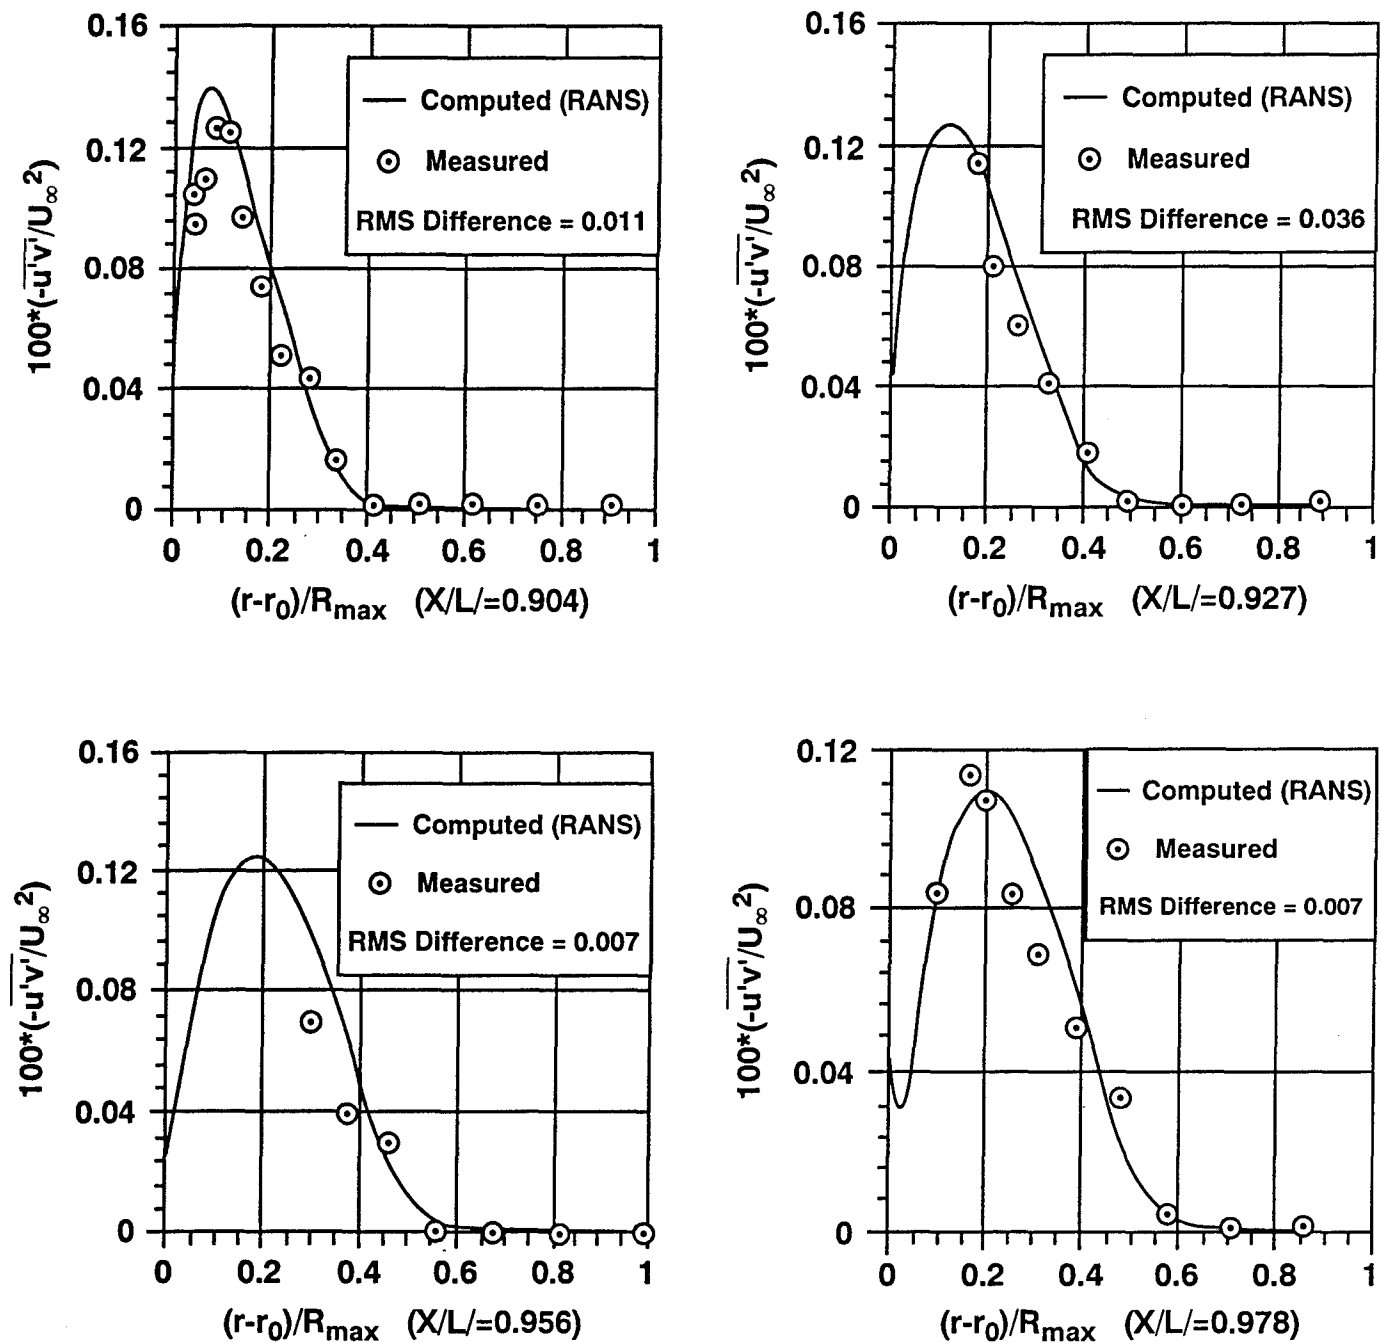 0.16
0.12
0.08
0.04
0
0
0.2
0.4
0.6
0.8
1
100*(-u'v'/U∞²)
Computed (RANS)
Measured
RMS Difference = 0.011
(r-r₀)/Rmax (X/L/=0.904)
0.16
0.12
0.08
0.04
0
0
0.2
0.4
0.6
0.8
1
100*(-u'v'/U∞²)
Computed (RANS)
Measured
RMS Difference = 0.036
(r-r₀)/Rmax (X/L/=0.927)
0.16
0.12
0.08
0.04
0
0
0.2
0.4
0.6
0.8
1
100*(-u'v'/U∞²)
Computed (RANS)
Measured
RMS Difference = 0.007
(r-r₀)/Rmax (X/L/=0.956)
0.12
0.08
0.04
0
0
0.2
0.4
0.6
0.8
1
100*(-u'v'/U∞²)
Computed (RANS)
Measured
RMS Difference = 0.007
(r-r₀)/Rmax (X/L/=0.978)